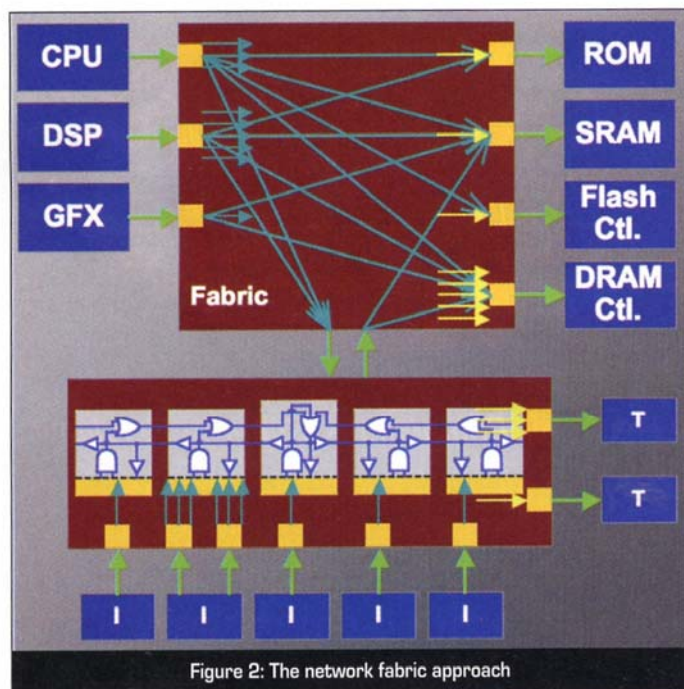 CPU
ROM
DSP
SRAM
GFX
Flash
Ctl.
DRAM
Ctl.
Fabric
T
T
I
I
I
I
I
Figure 2: The network fabric approach